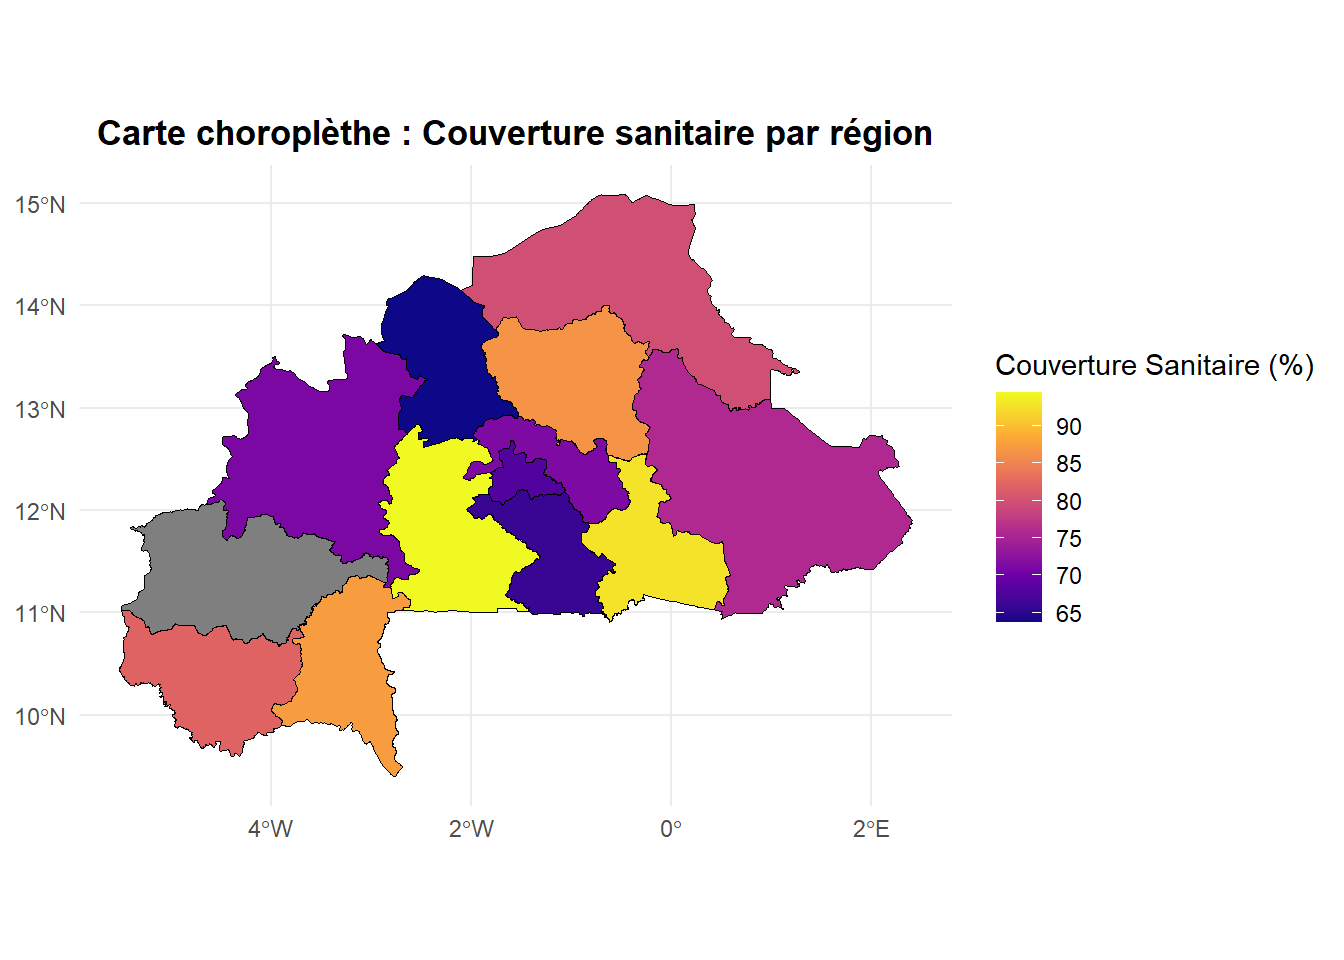 Carte choroplèthe : Couverture sanitaire par région
15°N
14°N
13°N
12°N
11°N
10°N
4°W
2°W
0°
2°E
Couverture Sanitaire (%)
90
85
80
75
70
65